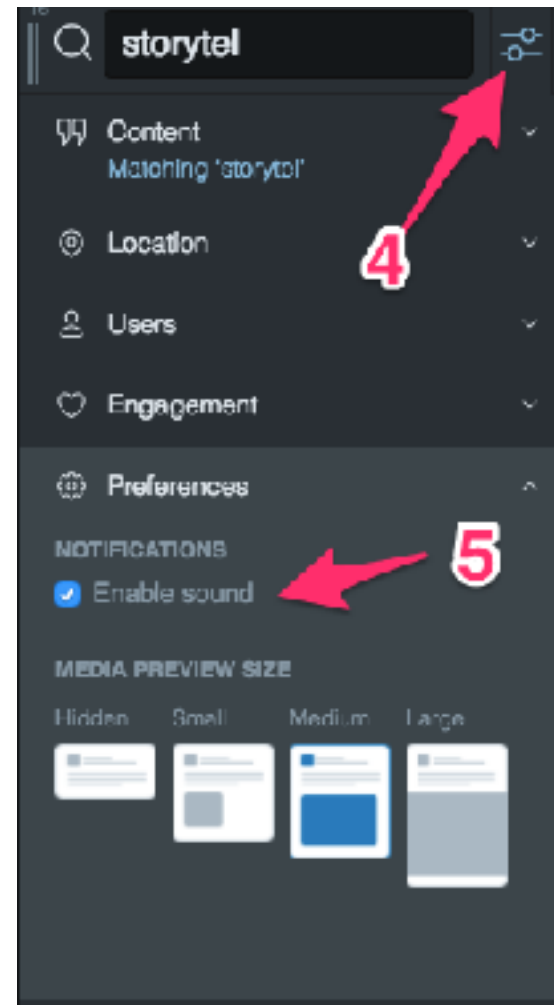 storytel
4
Content
Matching 'storytel'
Location
Users
Engagement
Preferences
NOTIFICATIONS
5
Enable sound
MEDIA PREVIEW SIZE
Hidden Small Medium Large